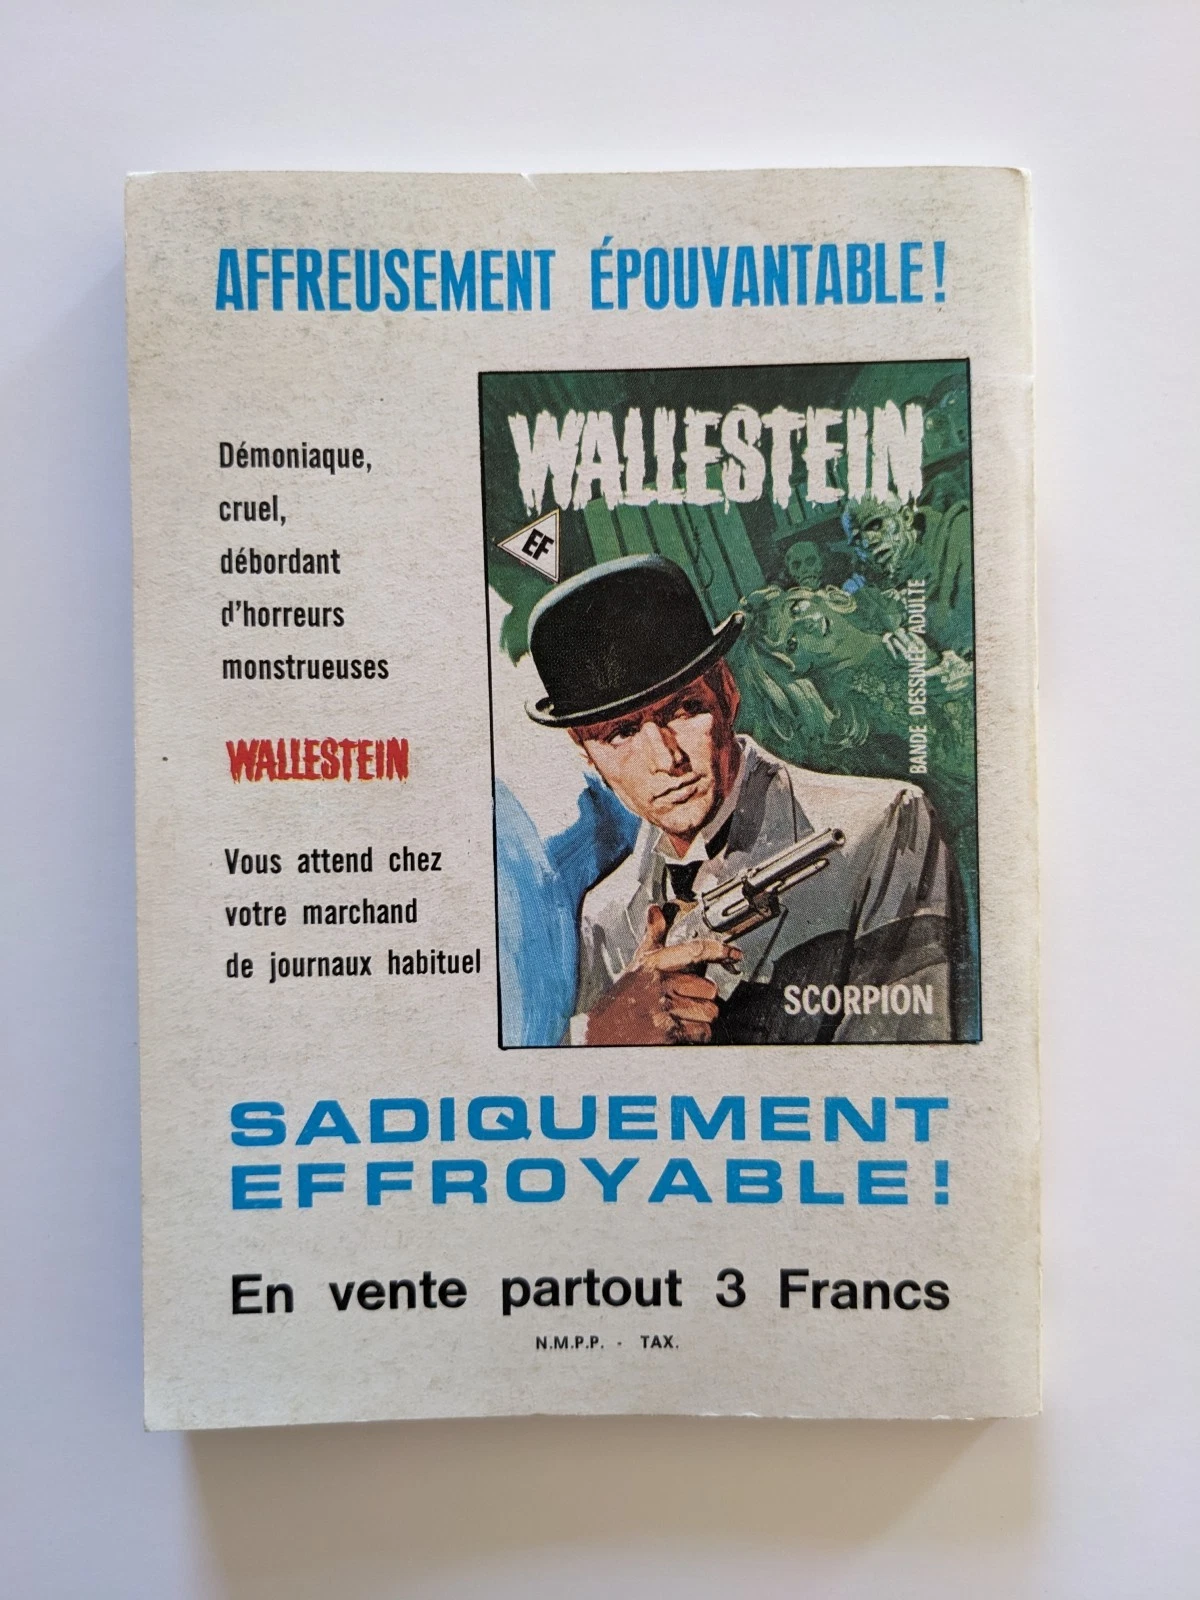 AFFREUSEMENT ÉPOUVANTABLE!
Démoniaque,
cruel,
débordant
d'horreurs
monstrueuses
WALLESTEIN
Vous attend chez
votre marchand
de journaux habituel
WALLESTEIN
EF
BANDE DESSINEE ADULTE
SCORPION
SADIQUEMENT
EFFROYABLE!
En vente partout 3 Francs
N.M.P.P. - TAX.